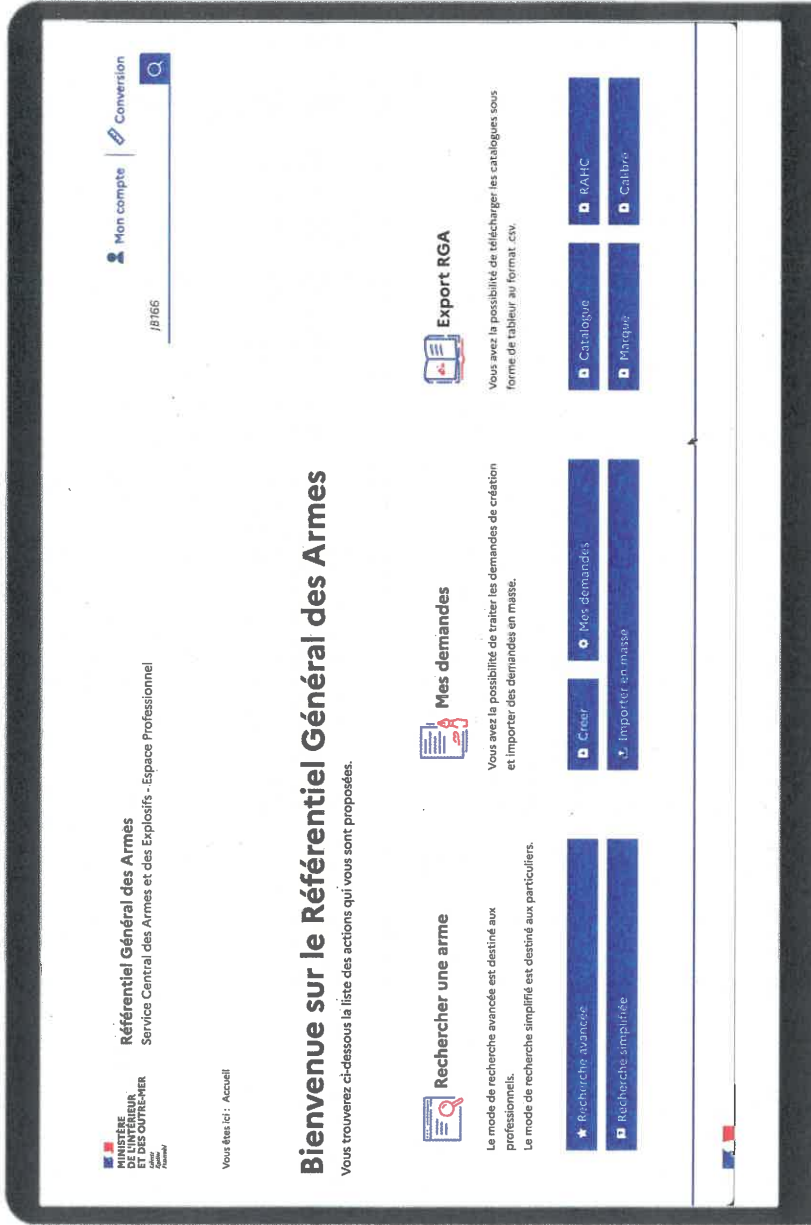 MINISTÈRE
DE L'INTÉRIEUR
ET DES OUTRE-MER
Liberté
Égalité
Fraternité
Référentiel Général des Armes
Service Central des Armes et des Explosifs - Espace Professionnel
Mon compte | Conversion
JB166
Vous êtes ici : Accueil
Bienvenue sur le Référentiel Général des Armes
Vous trouverez ci-dessous la liste des actions qui vous sont proposées.
Rechercher une arme
Le mode de recherche avancée est destiné aux
professionnels.
Le mode de recherche simplifié est destiné aux particuliers.
Recherche avancée
Recherche simplifiée
Mes demandes
Vous avez la possibilité de traiter les demandes de création
et importer des demandes en masse.
Créer
Mes demandes
Importer en masse
Export RGA
Vous avez la possibilité de télécharger les catalogues sous
forme de tableur au format .csv.
Catalogue
RAHC
Marque
Calibre